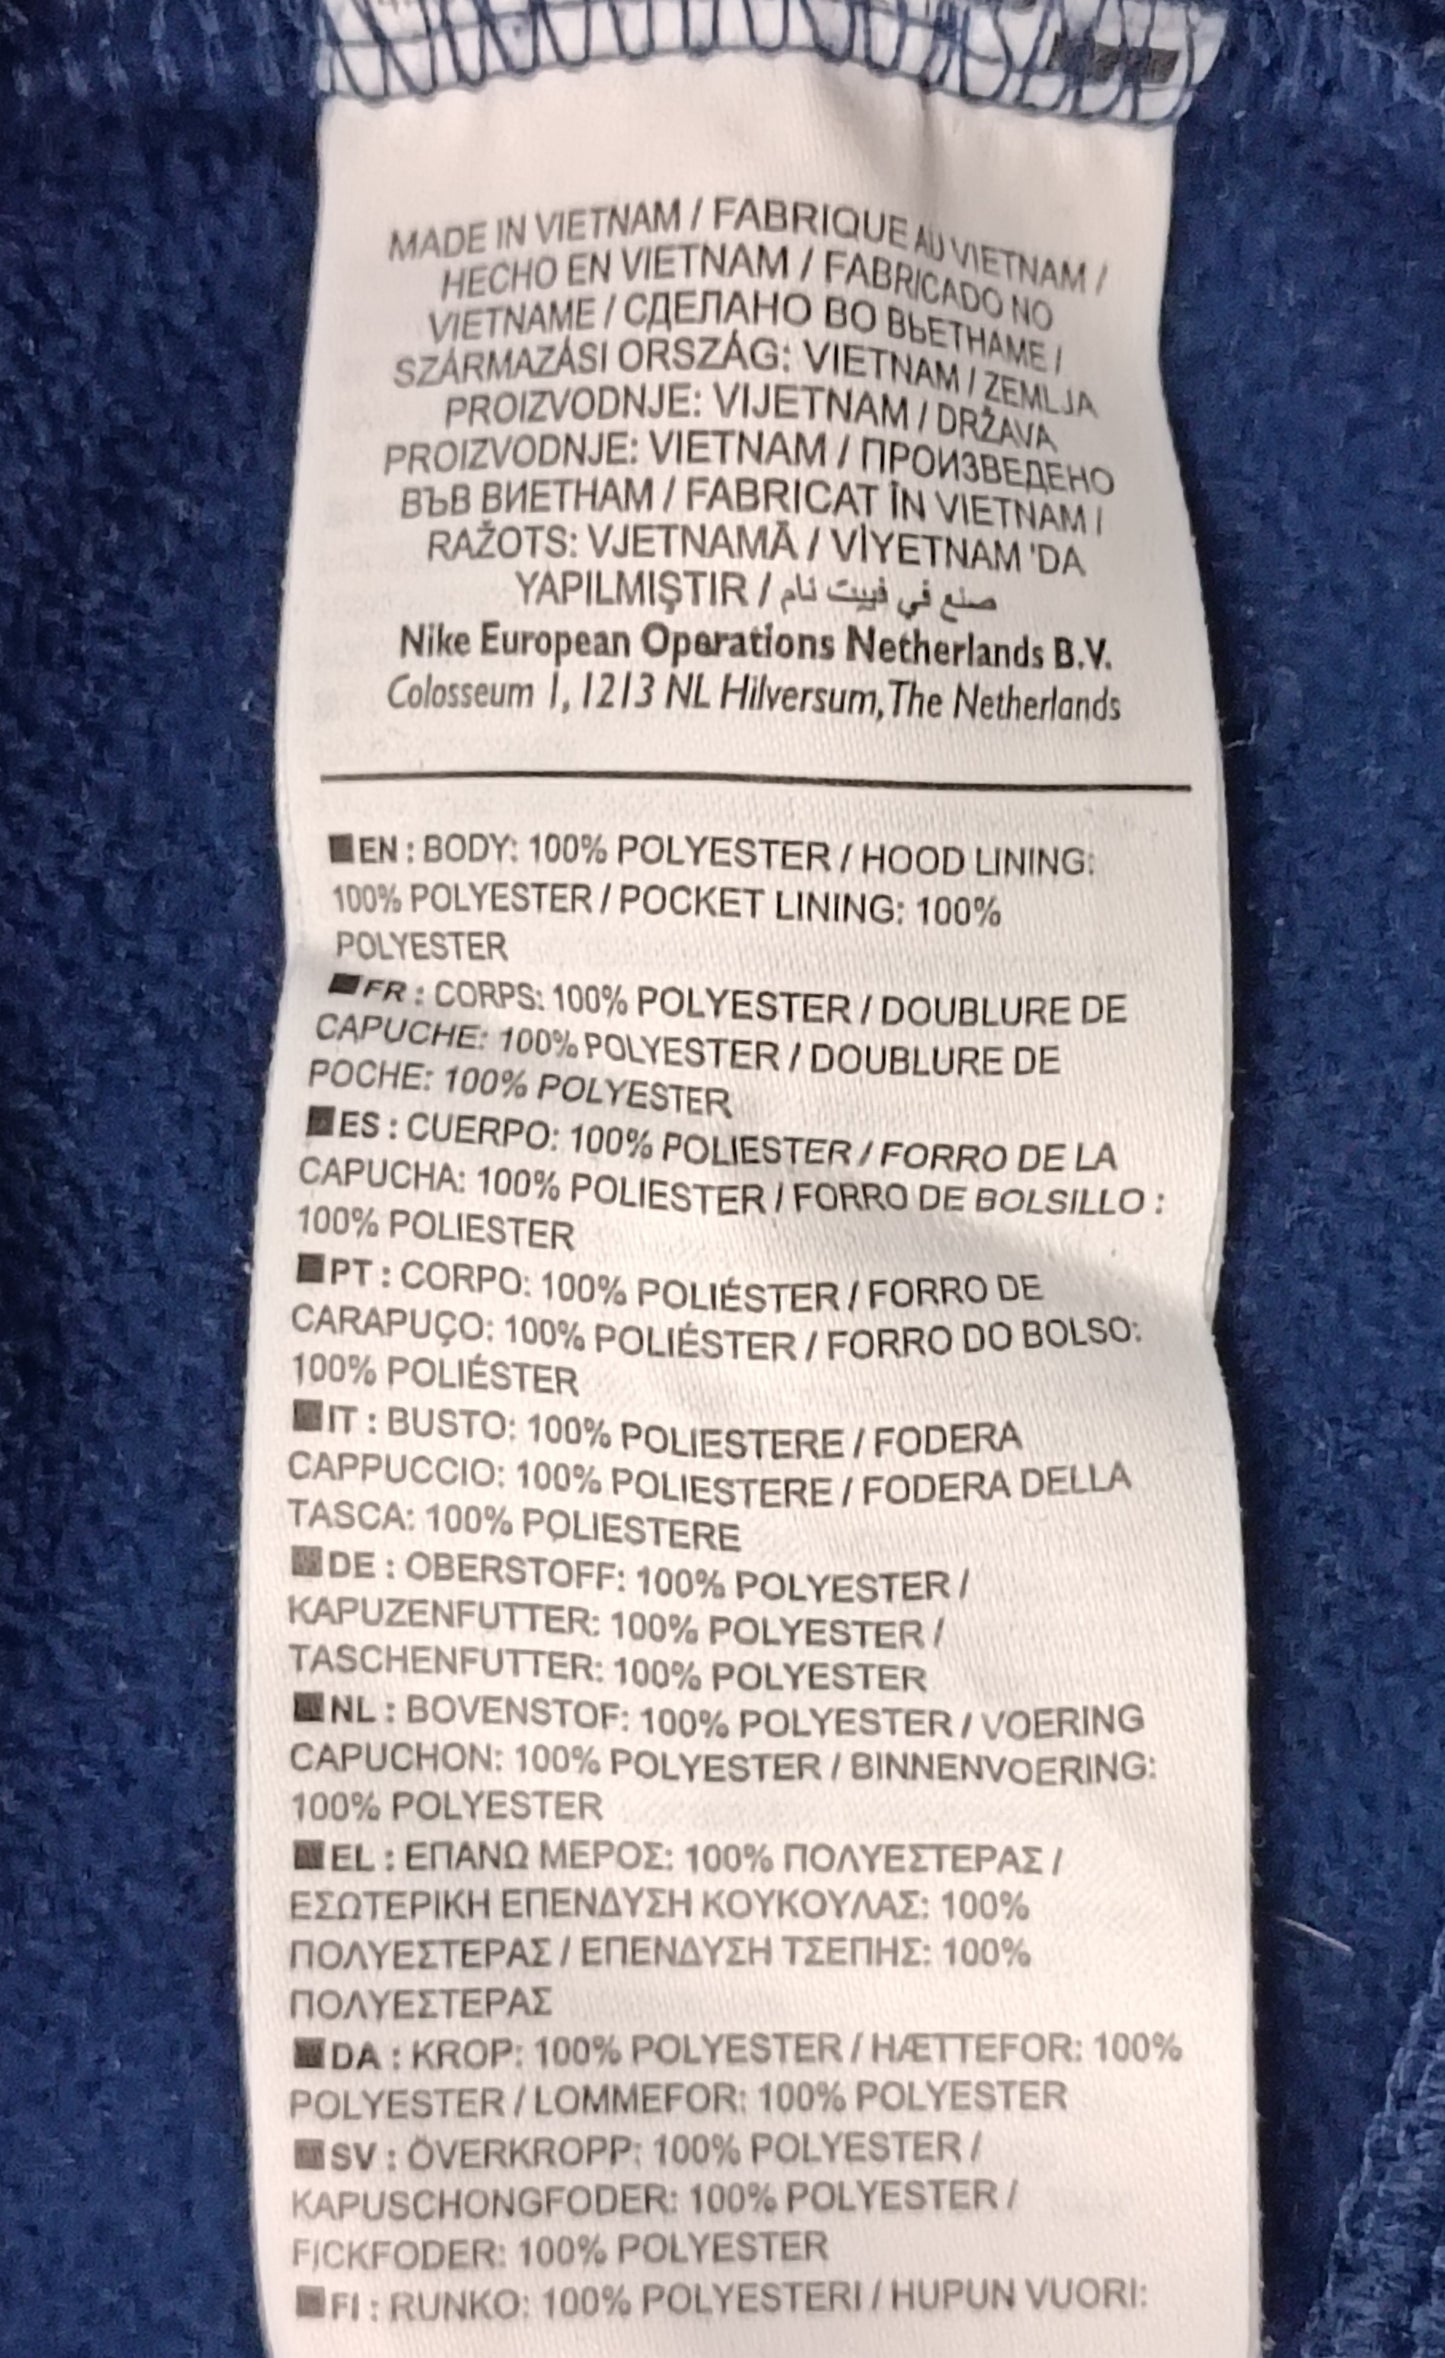 MADE IN VIETNAM / FABRIQUE AU VIETNAM /
HECHO EN VIETNAM / FABRICADO NO
VIETNAME / СДЕЛАНО ВО ВЬЕТНАМЕ /
SZÁRMAZÁSI ORSZÁG: VIETNAM / ZEMLJA
PROIZVODNJE: VIJETNAM / DRŽAVA
PROIZVODNJE: VIETNAM / ПРОИЗВЕДЕНО
ВЪВ ВИЕТНАМ / FABRICAT ÎN VIETNAM /
RAŽOTS: VJETNAMĀ / VİYETNAM 'DA
YAPILMIŞTIR / صنع في فييت نام
Nike European Operations Netherlands B.V.
Colosseum 1, 1213 NL Hilversum, The Netherlands
■EN : BODY: 100% POLYESTER / HOOD LINING:
100% POLYESTER / POCKET LINING: 100%
POLYESTER
■FR : CORPS: 100% POLYESTER / DOUBLURE DE
CAPUCHE: 100% POLYESTER / DOUBLURE DE
POCHE: 100% POLYESTER
■ES : CUERPO: 100% POLIESTER / FORRO DE LA
CAPUCHA: 100% POLIESTER / FORRO DE BOLSILLO :
100% POLIESTER
■PT : CORPO: 100% POLIÉSTER / FORRO DE
CARAPUÇO: 100% POLIÉSTER / FORRO DO BOLSO:
100% POLIÉSTER
■IT : BUSTO: 100% POLIESTERE / FODERA
CAPPUCCIO: 100% POLIESTERE / FODERA DELLA
TASCA: 100% POLIESTERE
■DE : OBERSTOFF: 100% POLYESTER /
KAPUZENFUTTER: 100% POLYESTER /
TASCHENFUTTER: 100% POLYESTER
■NL : BOVENSTOF: 100% POLYESTER / VOERING
CAPUCHON: 100% POLYESTER / BINNENVOERING:
100% POLYESTER
■EL : ΕΠΑΝΩ ΜΕΡΟΣ: 100% ΠΟΛΥΕΣΤΕΡΑΣ /
ΕΣΩΤΕΡΙΚΗ ΕΠΕΝΔΥΣΗ ΚΟΥΚΟΥΛΑΣ: 100%
ΠΟΛΥΕΣΤΕΡΑΣ / ΕΠΕΝΔΥΣΗ ΤΣΕΠΗΣ: 100%
ΠΟΛΥΕΣΤΕΡΑΣ
■DA : KROP: 100% POLYESTER / HÆTTEFOR: 100%
POLYESTER / LOMMEFOR: 100% POLYESTER
■SV : ÖVERKROPP: 100% POLYESTER /
KAPUSCHONGFODER: 100% POLYESTER /
FICKFODER: 100% POLYESTER
■FI : RUNKO: 100% POLYESTERI / HUPUN VUORI: